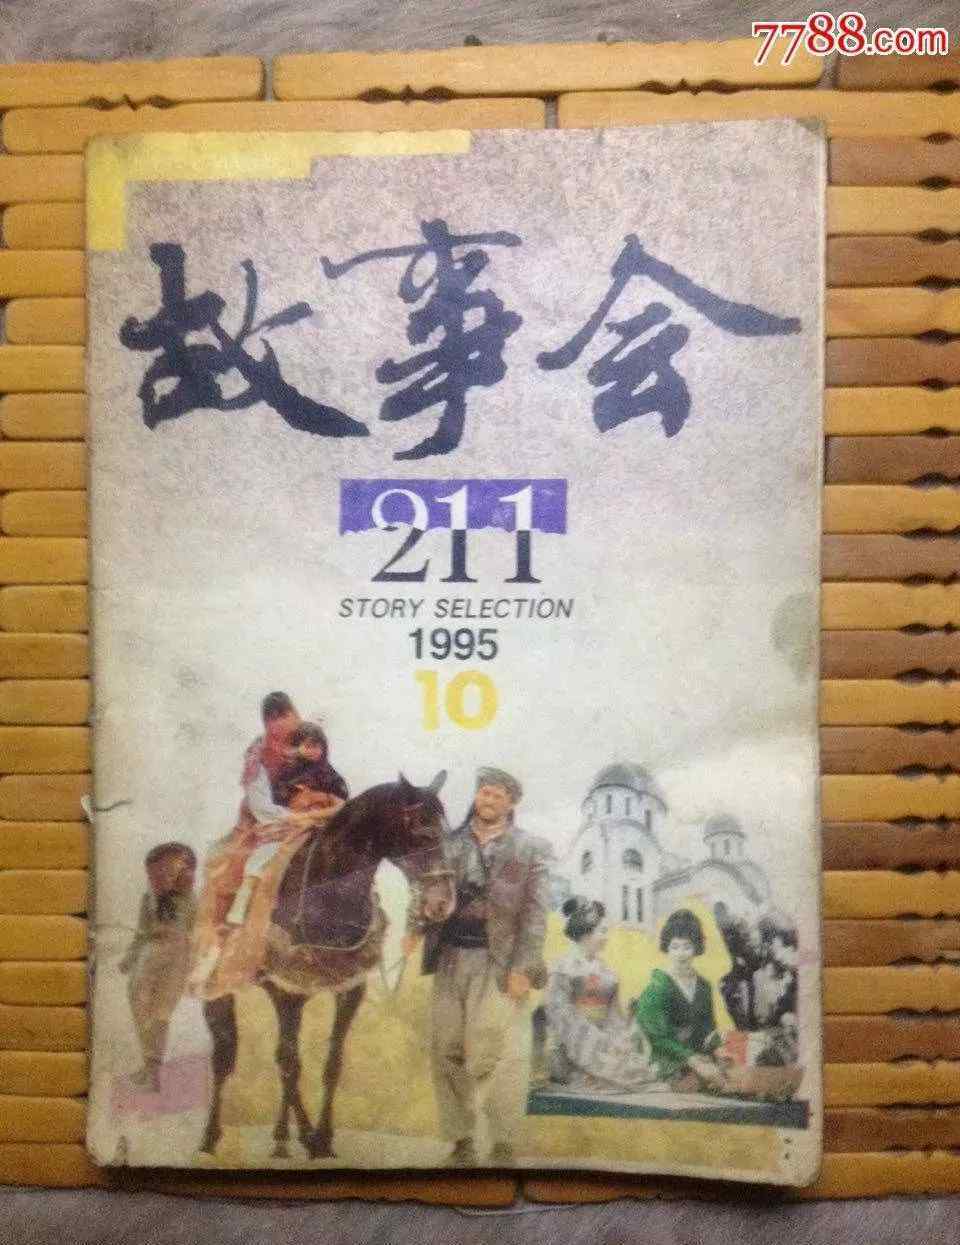 7788.com
故事会
211
STORY SELECTION
1995
10